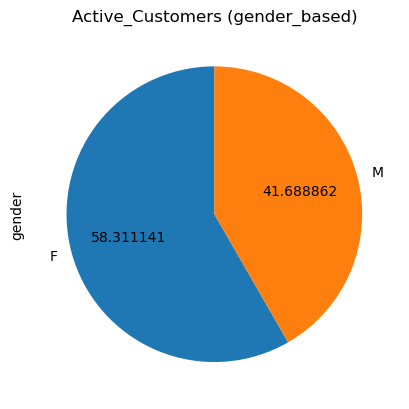 Active_Customers (gender_based)
M
41.688862
gender
58.311141
F